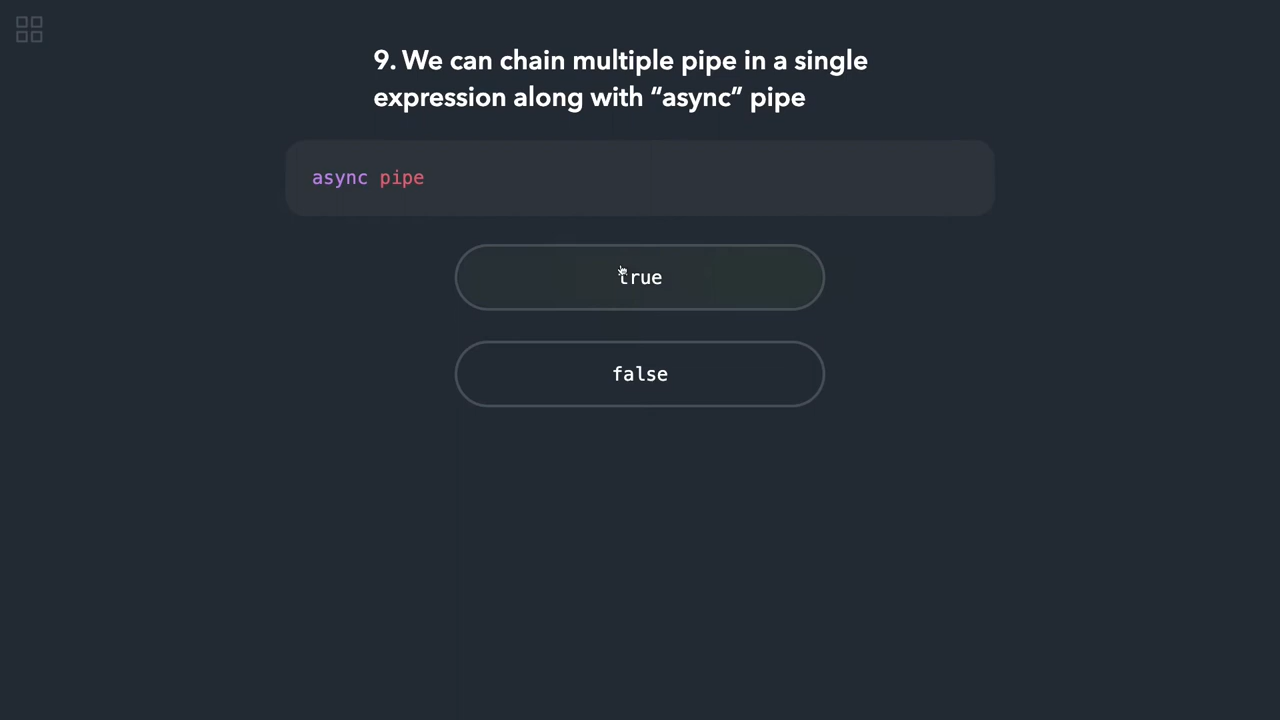 9. We can chain multiple pipe in a single
expression along with “async” pipe
async pipe
true
false